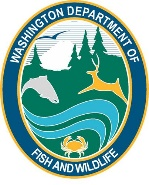 WASHINGTON DEPARTMENT OF
FISH AND WILDLIFE